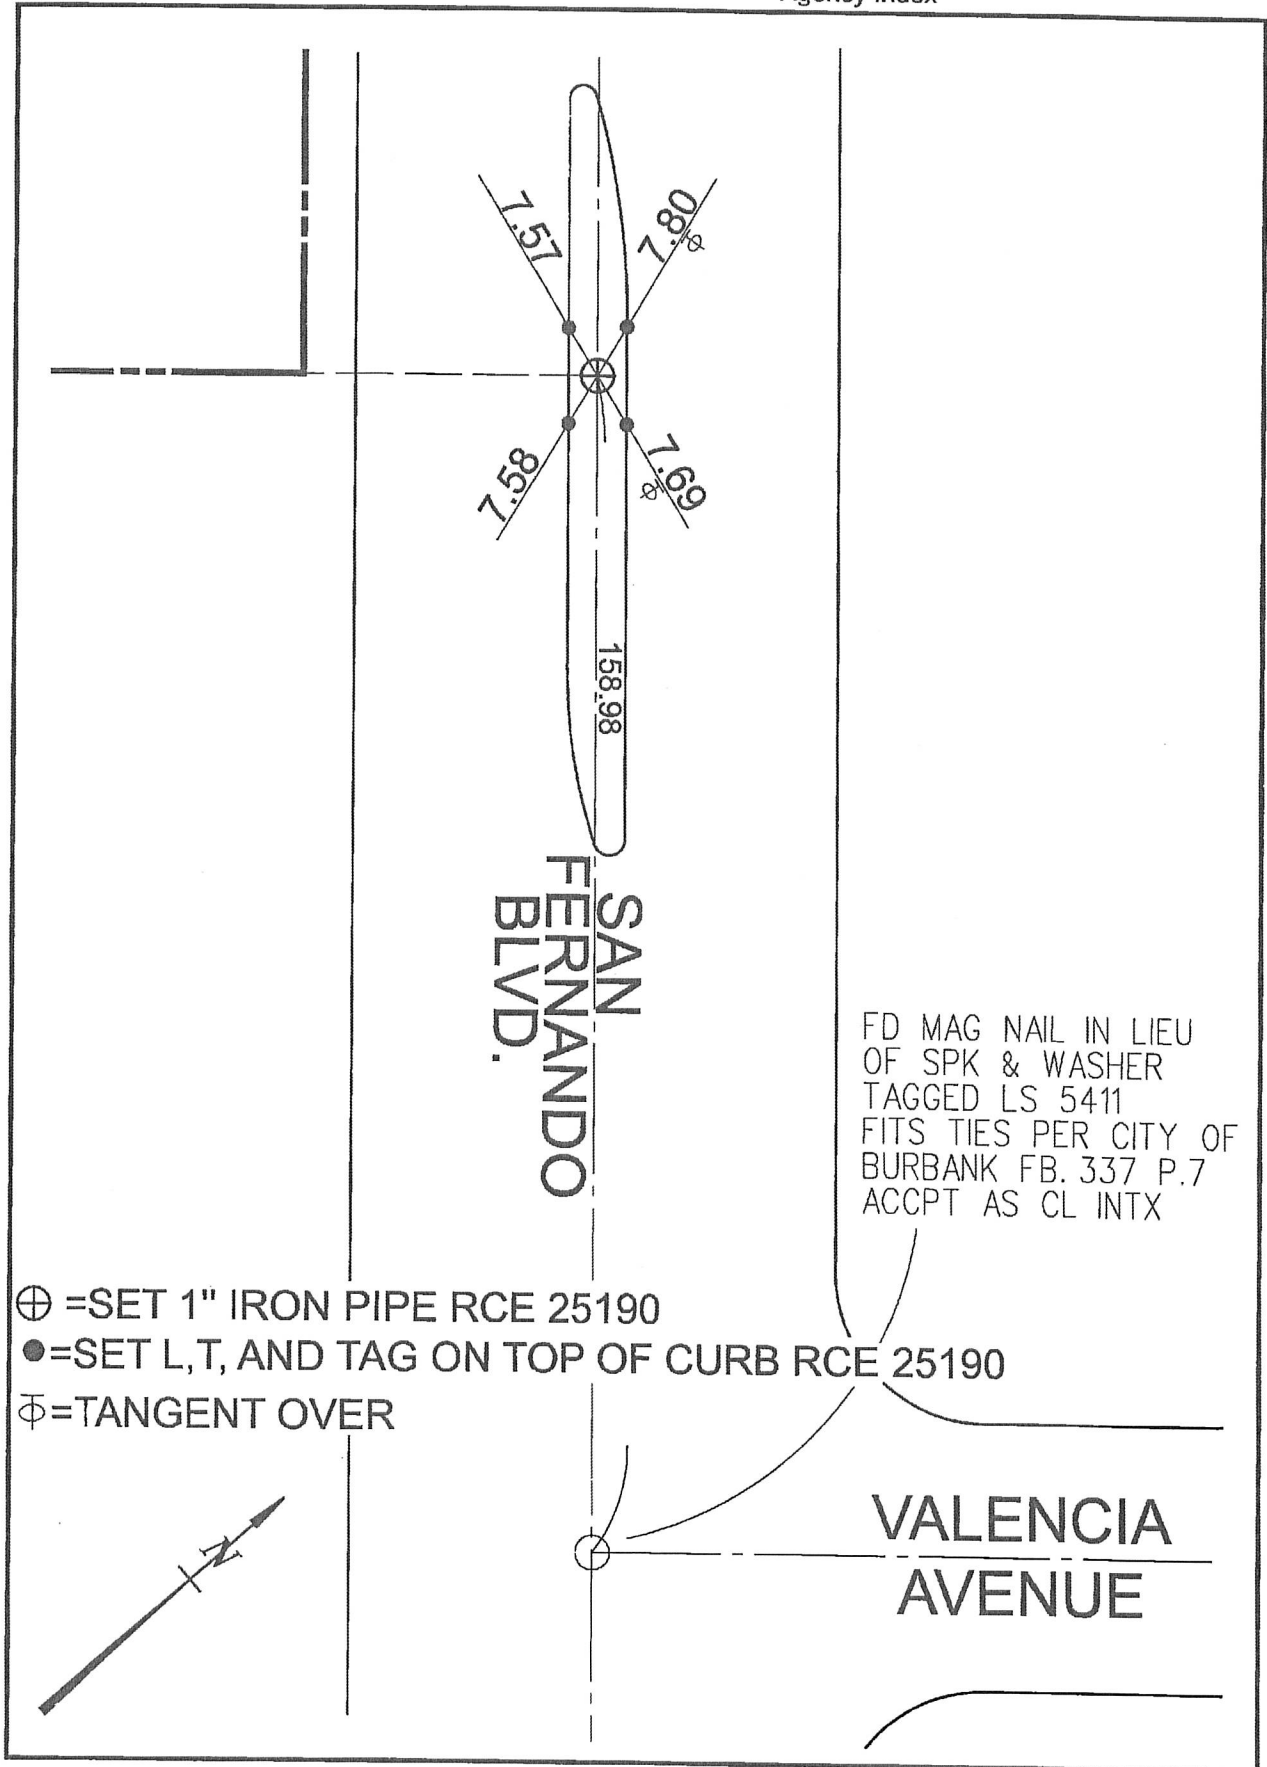 Agency Index
7.57
7.80
7.58
7.69
158.98
SAN
FERNANDO
BLVD.
FD MAG NAIL IN LIEU
OF SPK & WASHER
TAGGED LS 5411
FITS TIES PER CITY OF
BURBANK FB. 337 P.7
ACCPT AS CL INTX
⊕ =SET 1" IRON PIPE RCE 25190
●=SET L,T, AND TAG ON TOP OF CURB RCE 25190
=TANGENT OVER
N
VALENCIA
AVENUE